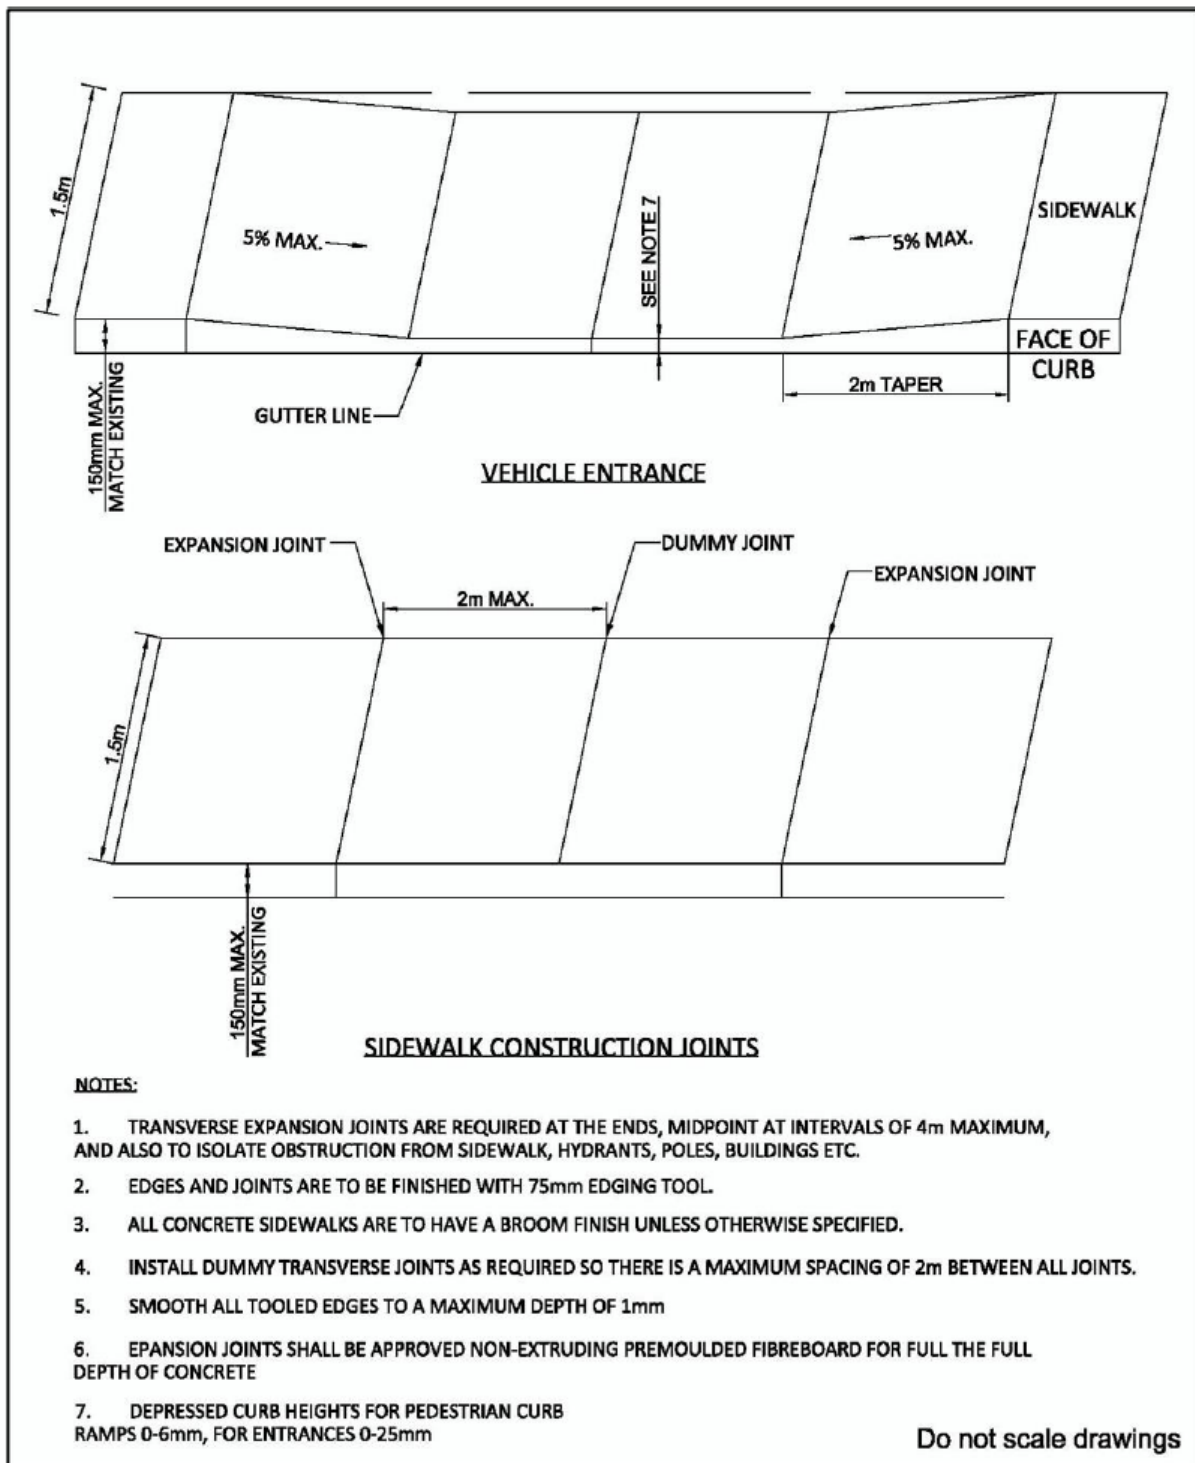 1.5m
5% MAX.
SEE NOTE 7
5% MAX.
SIDEWALK
FACE OF
CURB
2m TAPER
GUTTER LINE
150mm MAX.
MATCH EXISTING
VEHICLE ENTRANCE
EXPANSION JOINT
DUMMY JOINT
EXPANSION JOINT
2m MAX.
1.5m
150mm MAX.
MATCH EXISTING
SIDEWALK CONSTRUCTION JOINTS
NOTES:
1. TRANSVERSE EXPANSION JOINTS ARE REQUIRED AT THE ENDS, MIDPOINT AT INTERVALS OF 4m MAXIMUM,
AND ALSO TO ISOLATE OBSTRUCTION FROM SIDEWALK, HYDRANTS, POLES, BUILDINGS ETC.
2. EDGES AND JOINTS ARE TO BE FINISHED WITH 75mm EDGING TOOL.
3. ALL CONCRETE SIDEWALKS ARE TO HAVE A BROOM FINISH UNLESS OTHERWISE SPECIFIED.
4. INSTALL DUMMY TRANSVERSE JOINTS AS REQUIRED SO THERE IS A MAXIMUM SPACING OF 2m BETWEEN ALL JOINTS.
5. SMOOTH ALL TOOLED EDGES TO A MAXIMUM DEPTH OF 1mm
6. EPANSION JOINTS SHALL BE APPROVED NON-EXTRUDING PREMOULDED FIBREBOARD FOR FULL THE FULL
DEPTH OF CONCRETE
7. DEPRESSED CURB HEIGHTS FOR PEDESTRIAN CURB
RAMPS 0-6mm, FOR ENTRANCES 0-25mm
Do not scale drawings